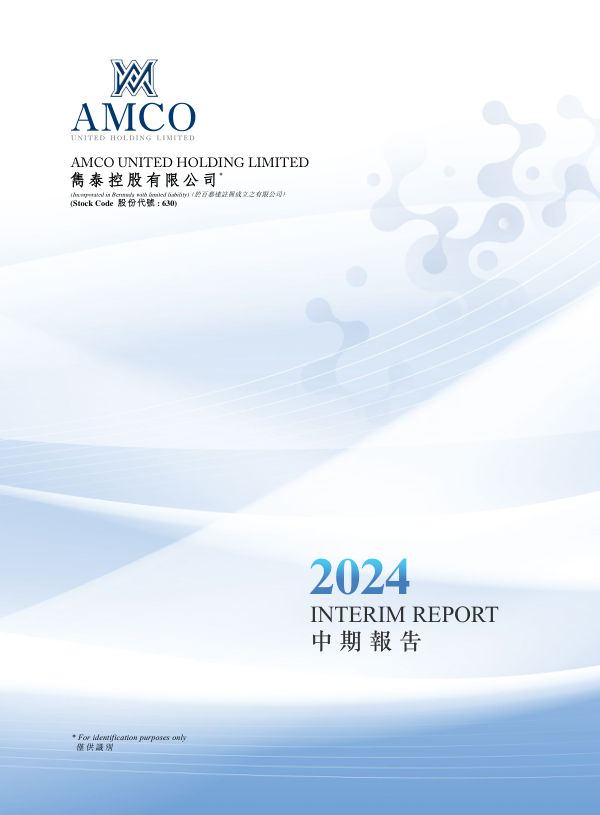 AMCO
UNITED HOLDING LIMITED
AMCO UNITED HOLDING LIMITED
雋泰控股有限公司*
(Incorporated in Bermuda with limited liability) (於百慕達註冊成立之有限公司)
(Stock Code 股份代號 : 630)
2024
INTERIM REPORT
中期報告
* For identification purposes only
僅供識別